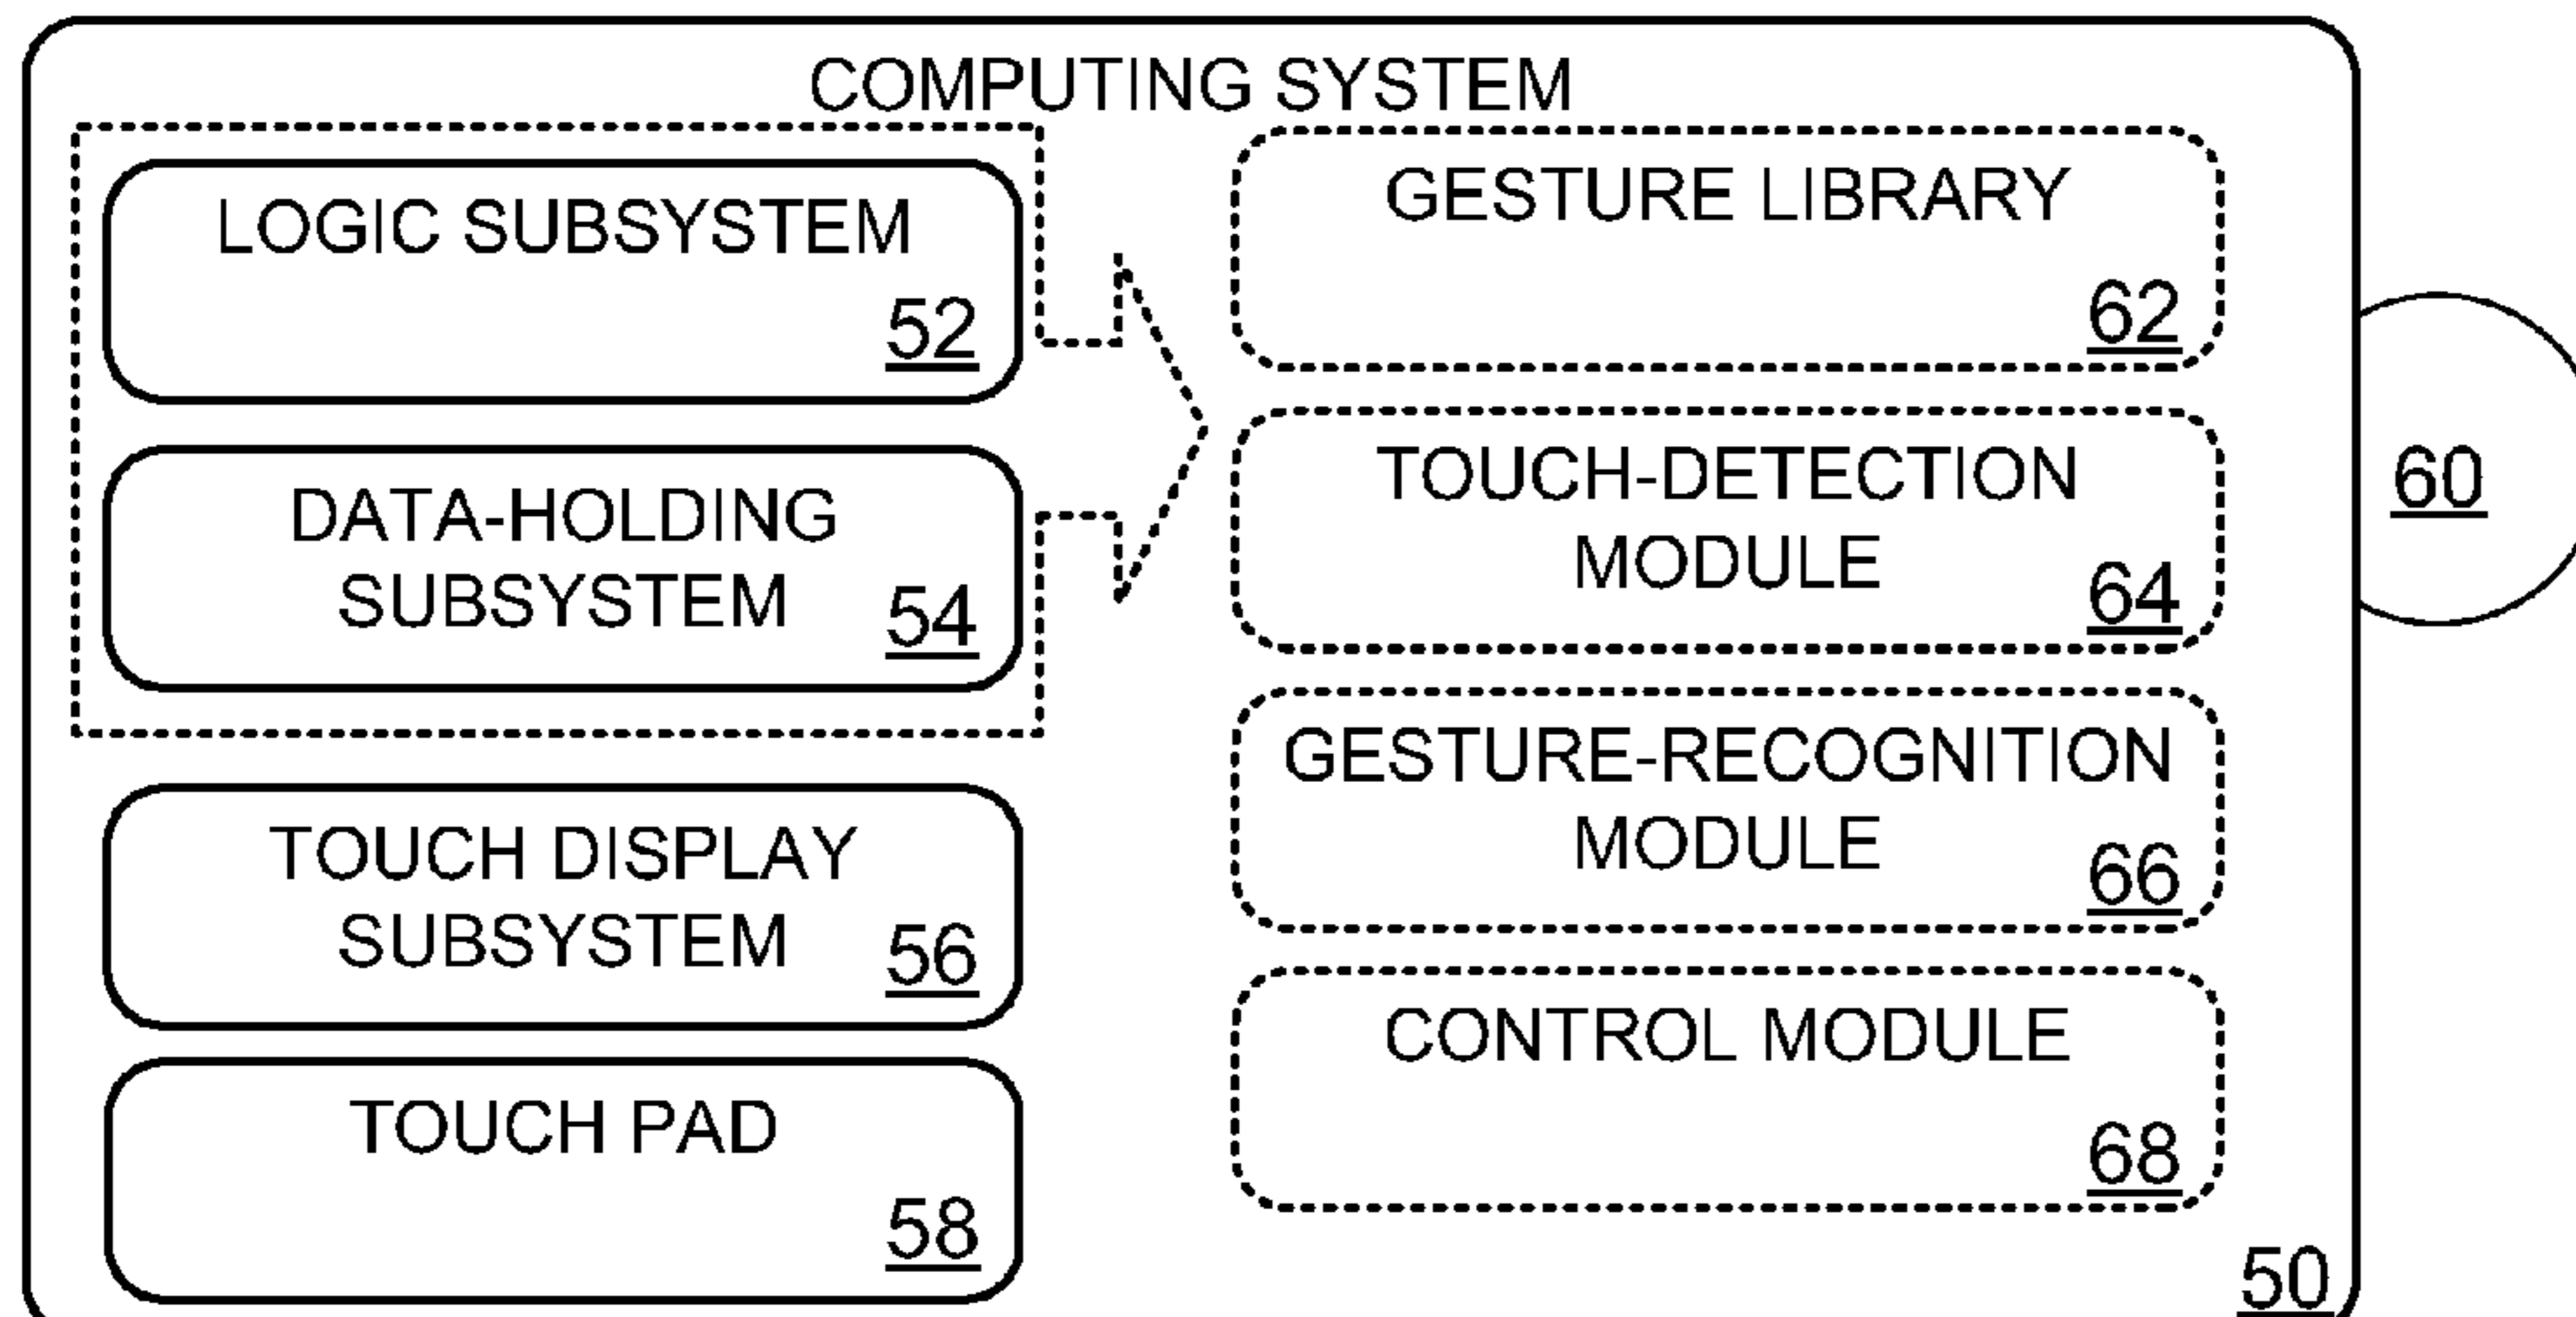 COMPUTING SYSTEM
LOGIC SUBSYSTEM
52
DATA-HOLDING
SUBSYSTEM
54
TOUCH DISPLAY
SUBSYSTEM
56
TOUCH PAD
58
GESTURE LIBRARY
62
TOUCH-DETECTION
MODULE
64
GESTURE-RECOGNITION
MODULE
66
CONTROL MODULE
68
50
60